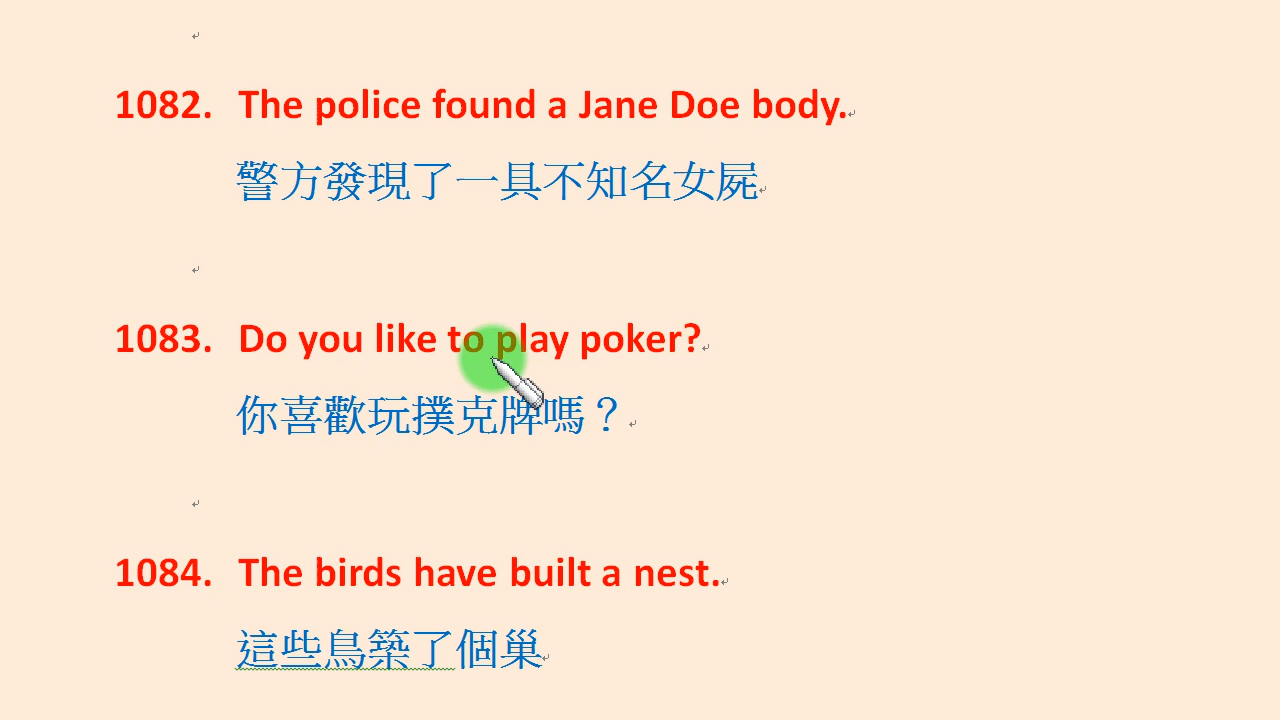 1082. The police found a Jane Doe body.
警方發現了一具不知名女屍
1083. Do you like to play poker?
你喜歡玩撲克牌嗎？
1084. The birds have built a nest.
這些鳥築了個巢